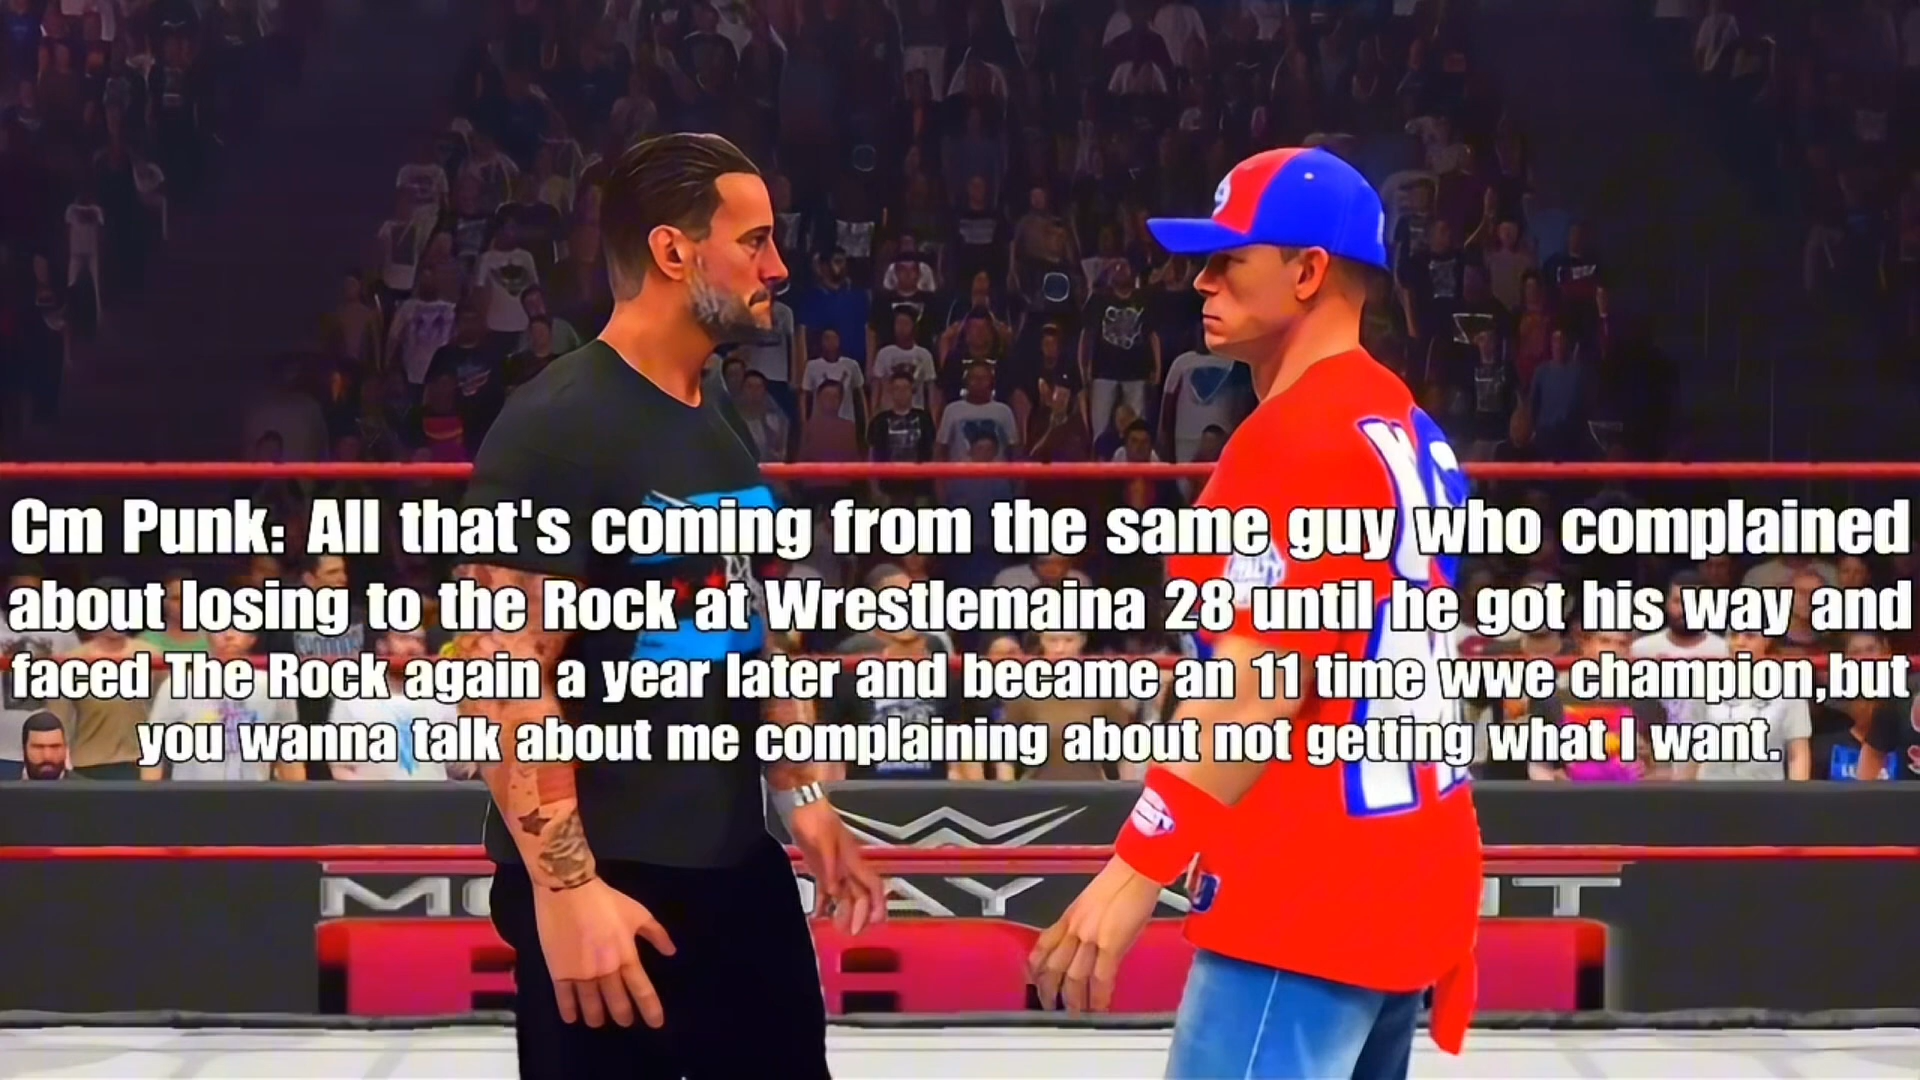 Cm Punk: All that's coming from the same guy who complained
about losing to the Rock at Wrestlemaina 28 until he got his way and
faced The Rock again a year later and became an 11 time wwe champion,but
you wanna talk about me complaining about not getting what I want.